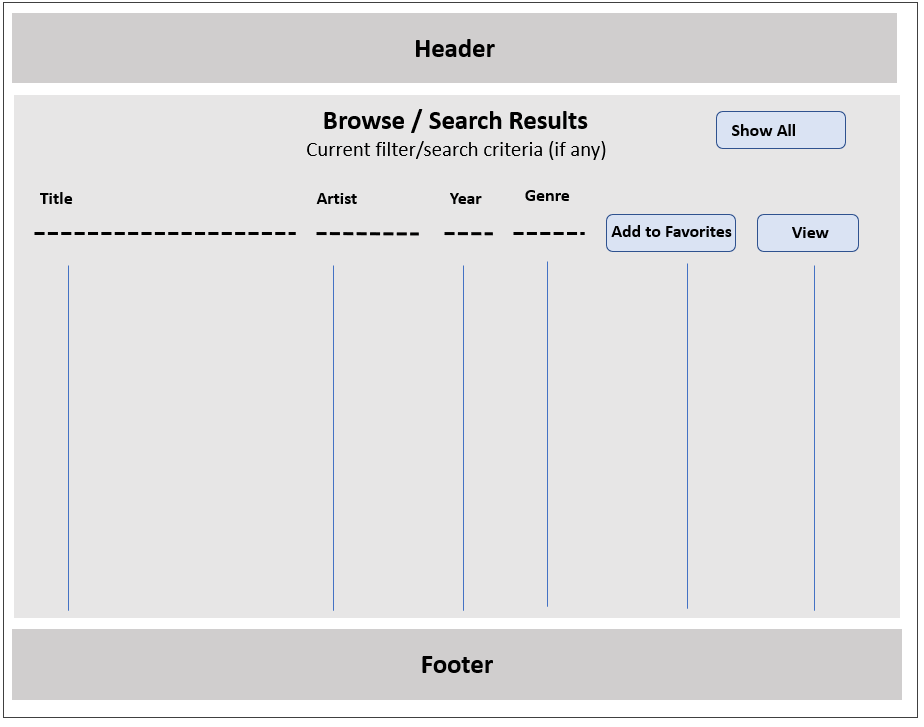 Header
Browse / Search Results
Current filter/search criteria (if any)
Show All
Title Artist Year Genre
Add to Favorites View
Footer